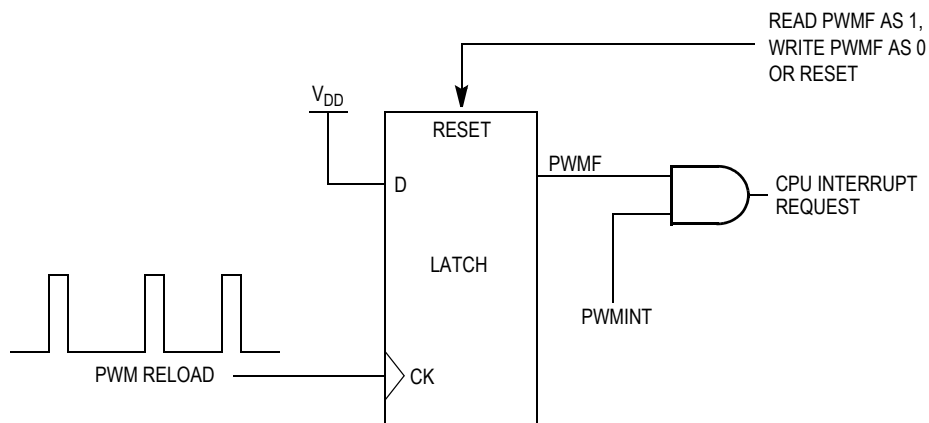 READ PWMF AS 1,
WRITE PWMF AS 0
OR RESET
VDD
RESET
PWMF
D
CPU INTERRUPT
REQUEST
LATCH
PWMINT
PWM RELOAD
CK